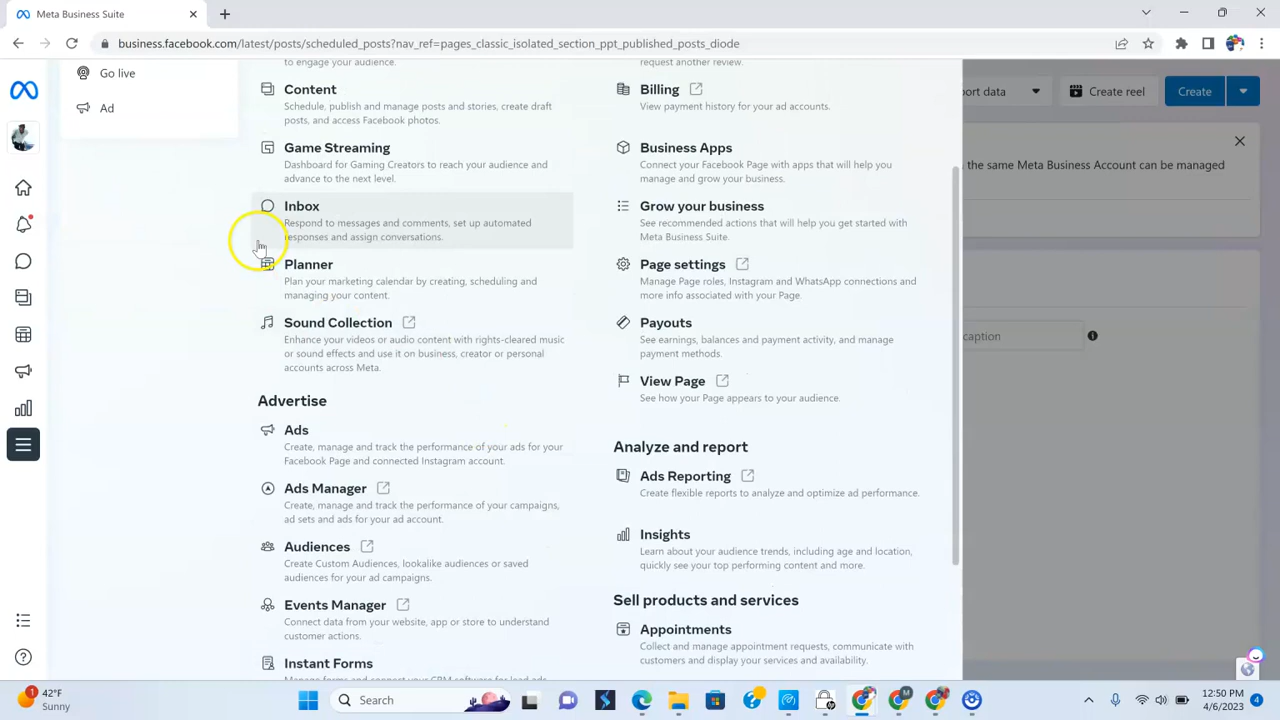 Meta Business Suite
business.facebook.com/latest/posts/scheduled_posts?nav_ref=pages_classic_isolated_section_ppt_published_posts_diode
Go live
Ad
to engage your audience.
Content
Schedule, publish and manage posts and stories, create draft
posts, and access Facebook photos.
Game Streaming
Dashboard for Gaming Creators to reach your audience and
advance to the next level.
Inbox
Respond to messages and comments, set up automated
responses and assign conversations.
Planner
Plan your marketing calendar by creating, scheduling and
managing your content.
Sound Collection
Enhance your videos or audio content with rights-cleared music
or sound effects and use it on business, creator or personal
accounts across Meta.
Advertise
Ads
Create, manage and track the performance of your ads for your
Facebook Page and connected Instagram account.
Ads Manager
Create, manage and track the performance of your campaigns,
ad sets and ads for your ad account.
Audiences
Create Custom Audiences, lookalike audiences or saved
audiences for your ad campaigns.
Events Manager
Connect data from your website, app or store to understand
customer actions.
Instant Forms
Manage forms and connect your CRM software for lead ads
request another review.
Billing
View payment history for your ad accounts.
Business Apps
Connect your Facebook Page with apps that will help you
manage and grow your business.
Grow your business
See recommended actions that will help you get started with
Meta Business Suite.
Page settings
Manage Page roles, Instagram and WhatsApp connections and
more info associated with your Page.
Payouts
See earnings, balances and payment activity, and manage
payment methods.
View Page
See how your Page appears to your audience.
Analyze and report
Ads Reporting
Create flexible reports to analyze and optimize ad performance.
Insights
Learn about your audience trends, including age and location,
quickly see your top performing content and more.
Sell products and services
Appointments
Collect and manage appointment requests, communicate with
customers and display your services and availability.
port data
Create reel
Create
, the same Meta Business Account can be managed
caption
1
42°F
Sunny
Search
12:50 PM
4/6/2023
4